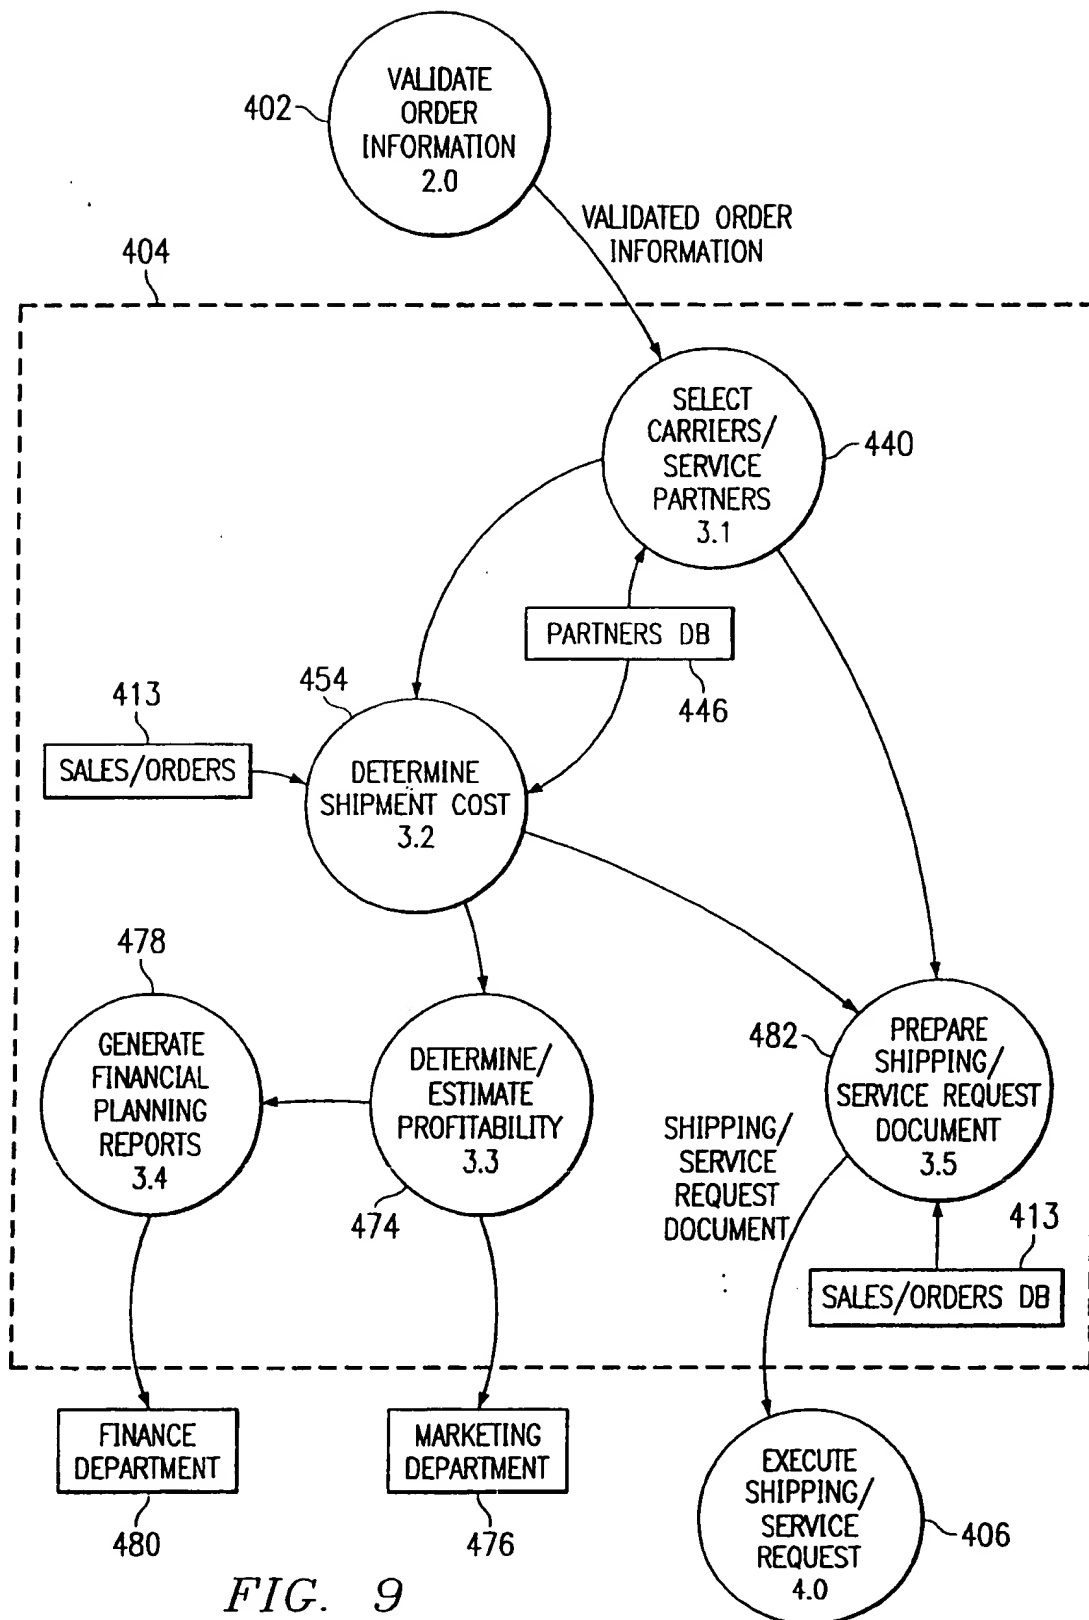 VALIDATE
ORDER
INFORMATION
2.0
402
VALIDATED ORDER
INFORMATION
404
SELECT
CARRIERS/
SERVICE
PARTNERS
3.1
440
PARTNERS DB
446
454
413
SALES/ORDERS
DETERMINE
SHIPMENT COST
3.2
478
GENERATE
FINANCIAL
PLANNING
REPORTS
3.4
DETERMINE/
ESTIMATE
PROFITABILITY
3.3
474
482
PREPARE
SHIPPING/
SERVICE REQUEST
DOCUMENT
3.5
SHIPPING/
SERVICE
REQUEST
DOCUMENT
413
SALES/ORDERS DB
FINANCE
DEPARTMENT
480
MARKETING
DEPARTMENT
476
EXECUTE
SHIPPING/
SERVICE
REQUEST
4.0
406
FIG. 9